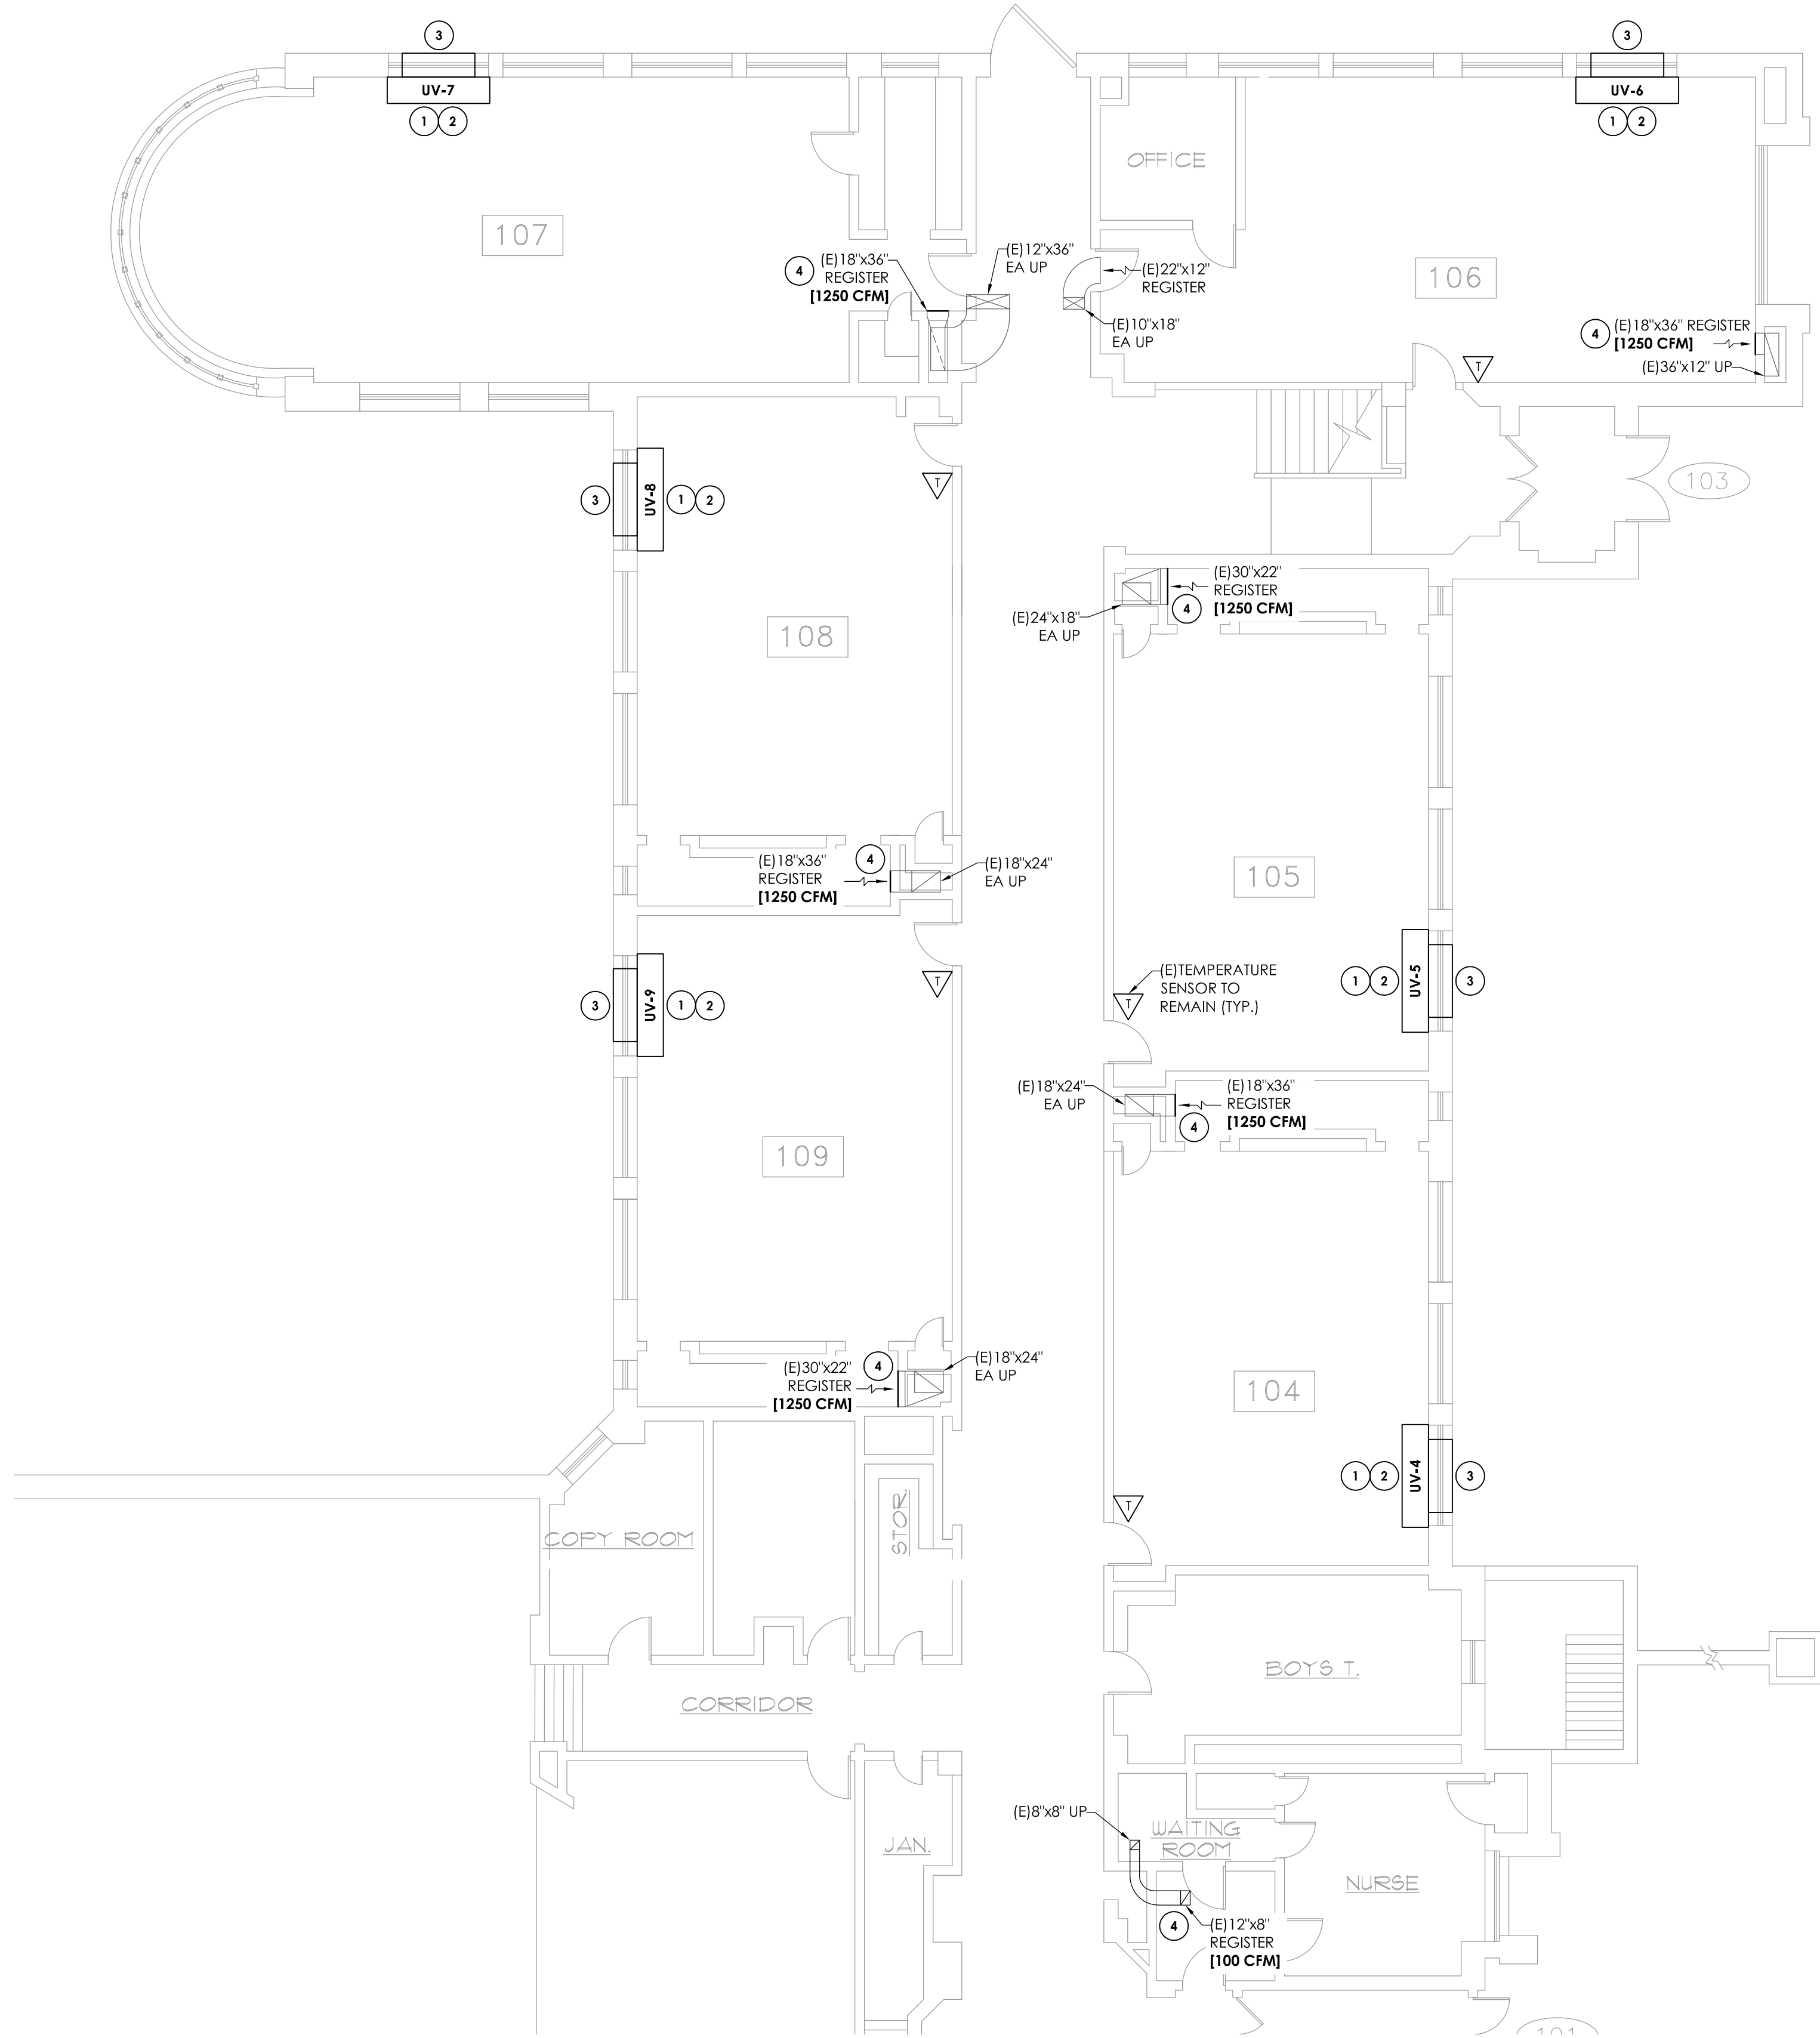 3
UV-7
1 2
3
UV-6
1 2
OFFICE
107
106
4
(E)18"x36"
REGISTER
[1250 CFM]
(E)12"x36"
EA UP
(E)22"x12"
REGISTER
(E)10"x18"
EA UP
4
(E)18"x36" REGISTER
[1250 CFM]
(E)36"x12" UP
T
3
UV-8
1 2
T
103
(E)30"x22"
REGISTER
[1250 CFM]
4
(E)24"x18"
EA UP
108
(E)18"x36"
REGISTER
[1250 CFM]
4
(E)18"x24"
EA UP
105
3
UV-9
1 2
T
(E)TEMPERATURE
SENSOR TO
REMAIN (TYP.)
T
1 2
UV-5
3
(E)18"x24"
EA UP
(E)18"x36"
REGISTER
[1250 CFM]
4
109
104
(E)30"x22"
REGISTER
[1250 CFM]
4
(E)18"x24"
EA UP
1 2
UV-4
3
T
COPY ROOM
STOR.
CORRIDOR
BOYS T.
JAN.
(E)8"x8" UP
WAITING
ROOM
NURSE
4
(E)12"x8"
REGISTER
[100 CFM]